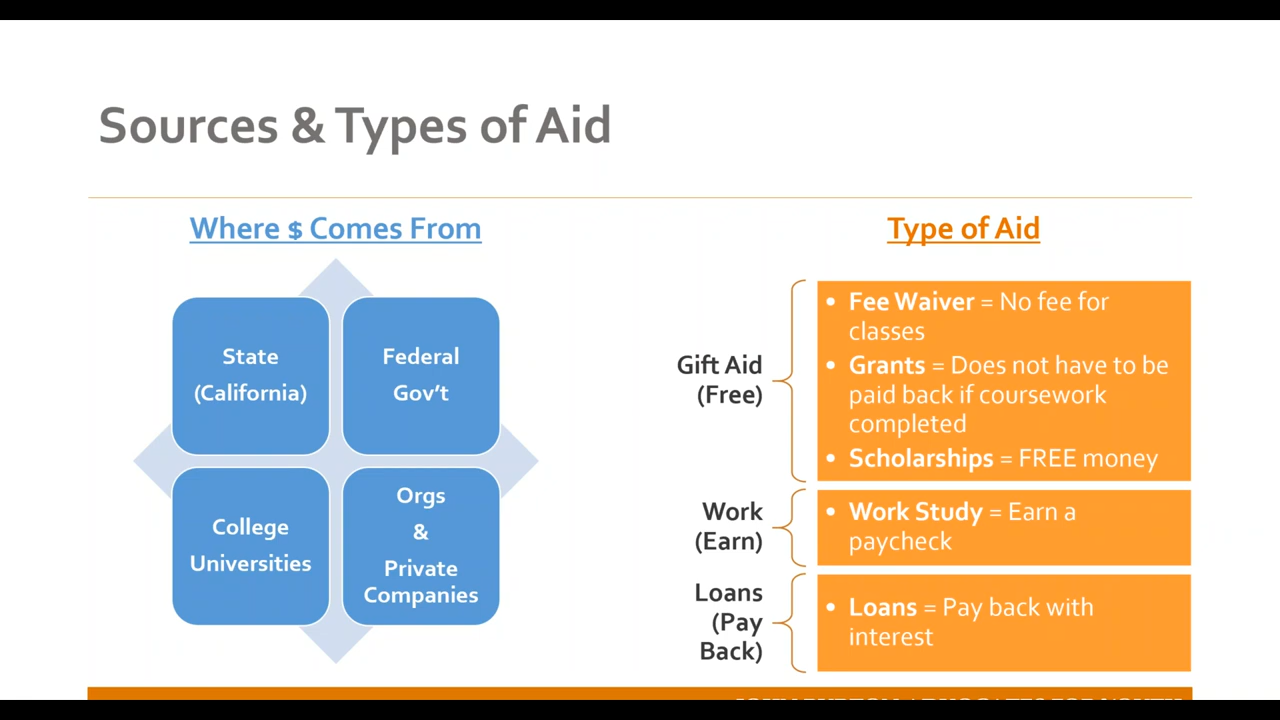 Sources & Types of Aid
Where $ Comes From
State
(California)
Federal
Gov't
College
Universities
Orgs
&
Private
Companies
Type of Aid
Gift Aid
(Free)
• Fee Waiver = No fee for
classes
• Grants = Does not have to be
paid back if coursework
completed
• Scholarships = FREE money
Work
(Earn)
• Work Study = Earn a
paycheck
Loans
(Pay
Back)
• Loans = Pay back with
interest